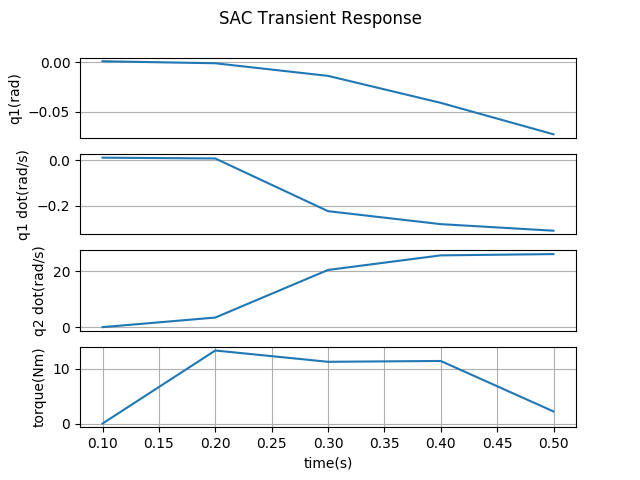 SAC Transient Response
q1(rad)
0.00
−0.05
q1 dot(rad/s)
0.0
−0.2
q2 dot(rad/s)
20
0
torque(Nm)
10
0
0.10 0.15 0.20 0.25 0.30 0.35 0.40 0.45 0.50
time(s)